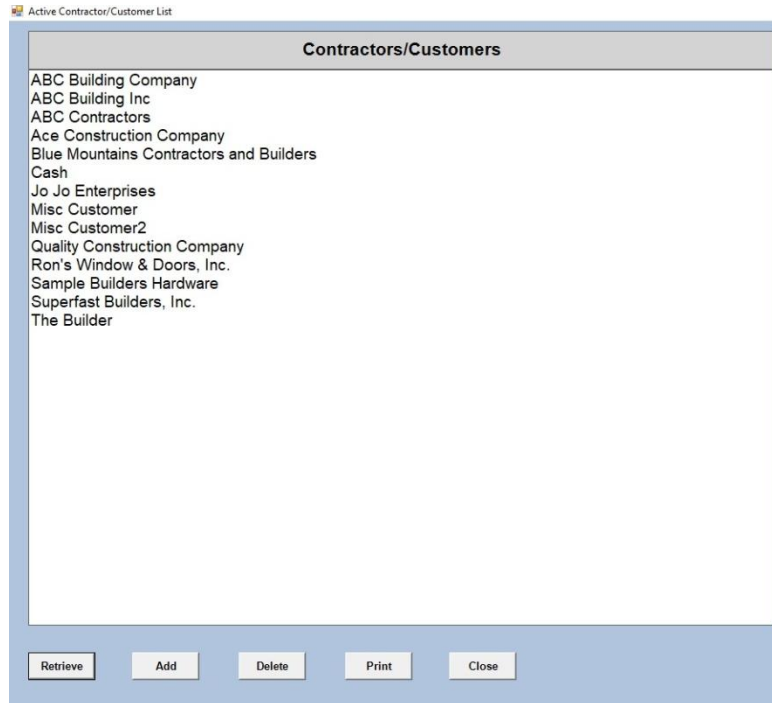 Active Contractor/Customer List
Contractors/Customers
ABC Building Company
ABC Building Inc
ABC Contractors
Ace Construction Company
Blue Mountains Contractors and Builders
Cash
Jo Jo Enterprises
Misc Customer
Misc Customer2
Quality Construction Company
Ron's Window & Doors, Inc.
Sample Builders Hardware
Superfast Builders, Inc.
The Builder
Retrieve Add Delete Print Close